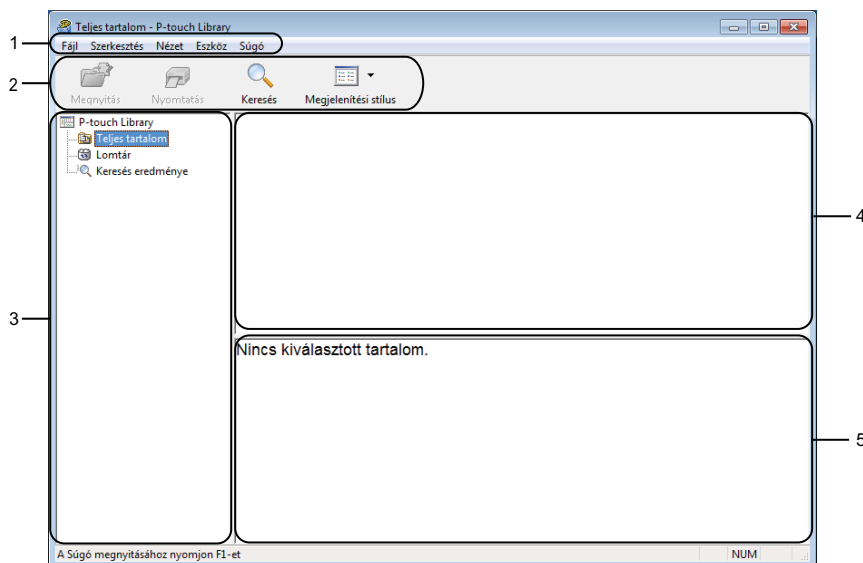 Teljes tartalom - P-touch Library
1
Fájl Szerkesztés Nézet Eszköz Súgó
2
Megnyitás Nyomtatás Keresés Megjelenítési stílus
P-touch Library
Teljes tartalom
Lomtár
Keresés eredménye
4
3
Nincs kiválasztott tartalom.
5
A Súgó megnyitásához nyomjon F1-et NUM